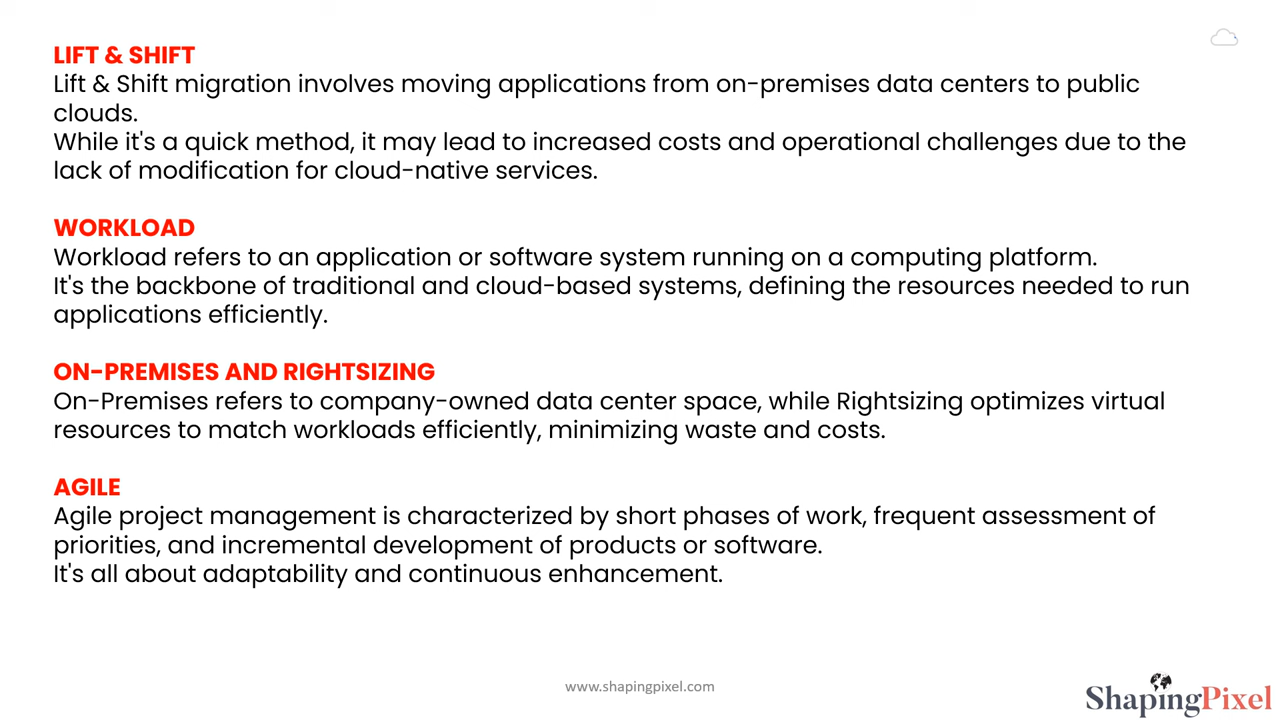 LIFT & SHIFT
Lift & Shift migration involves moving applications from on-premises data centers to public
clouds.
While it's a quick method, it may lead to increased costs and operational challenges due to the
lack of modification for cloud-native services.
WORKLOAD
Workload refers to an application or software system running on a computing platform.
It's the backbone of traditional and cloud-based systems, defining the resources needed to run
applications efficiently.
ON-PREMISES AND RIGHTSIZING
On-Premises refers to company-owned data center space, while Rightsizing optimizes virtual
resources to match workloads efficiently, minimizing waste and costs.
AGILE
Agile project management is characterized by short phases of work, frequent assessment of
priorities, and incremental development of products or software.
It's all about adaptability and continuous enhancement.
www.shapingpixel.com
ShapingPixel